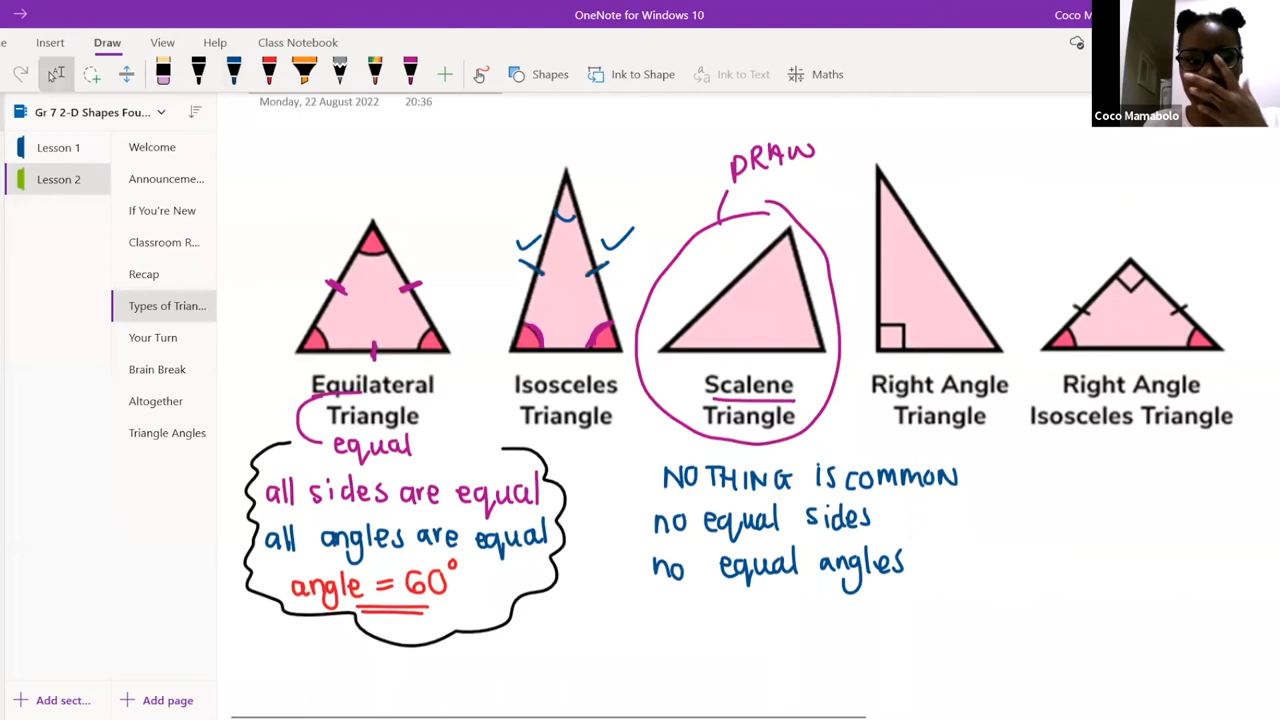 OneNote for Windows 10
Coco M
Insert
Draw
View
Help
Class Notebook
Shapes
Ink to Shape
Ink to Text
Maths
Coco Mamabolo
Gr 7 2-D Shapes Fou...
Lesson 1
Lesson 2
Welcome
Announceme...
If You're New
Classroom R...
Recap
Types of Trian...
Your Turn
Brain Break
Altogether
Triangle Angles
Add sect...
Add page
Monday, 22 August 2022 20:36
DRAW
Equilateral
Triangle
Isosceles
Triangle
Scalene
Triangle
Right Angle
Triangle
Right Angle
Isosceles Triangle
equal
all sides are equal
all angles are equal
angle = 60°
NOTHING is common
no equal sides
no equal angles